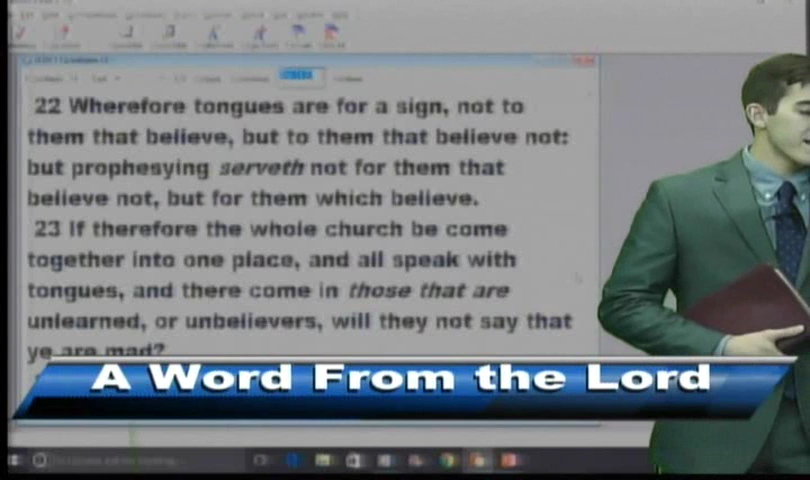 22 Wherefore tongues are for a sign, not to
them that believe, but to them that believe not:
but prophesying serveth not for them that
believe not, but for them which believe.
23 If therefore the whole church be come
together into one place, and all speak with
tongues, and there come in those that are
unlearned, or unbelievers, will they not say that
ye are mad?
A Word From the Lord